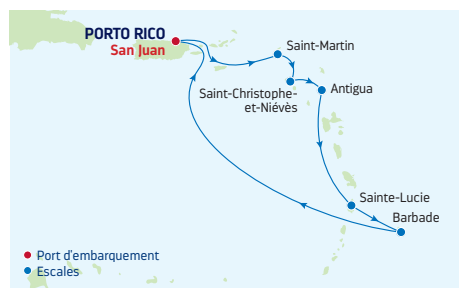 PORTO RICO
San Juan
Saint-Martin
Saint-Christophe-
et-Niévès
Antigua
Sainte-Lucie
Barbade
Port d'embarquement
Escales